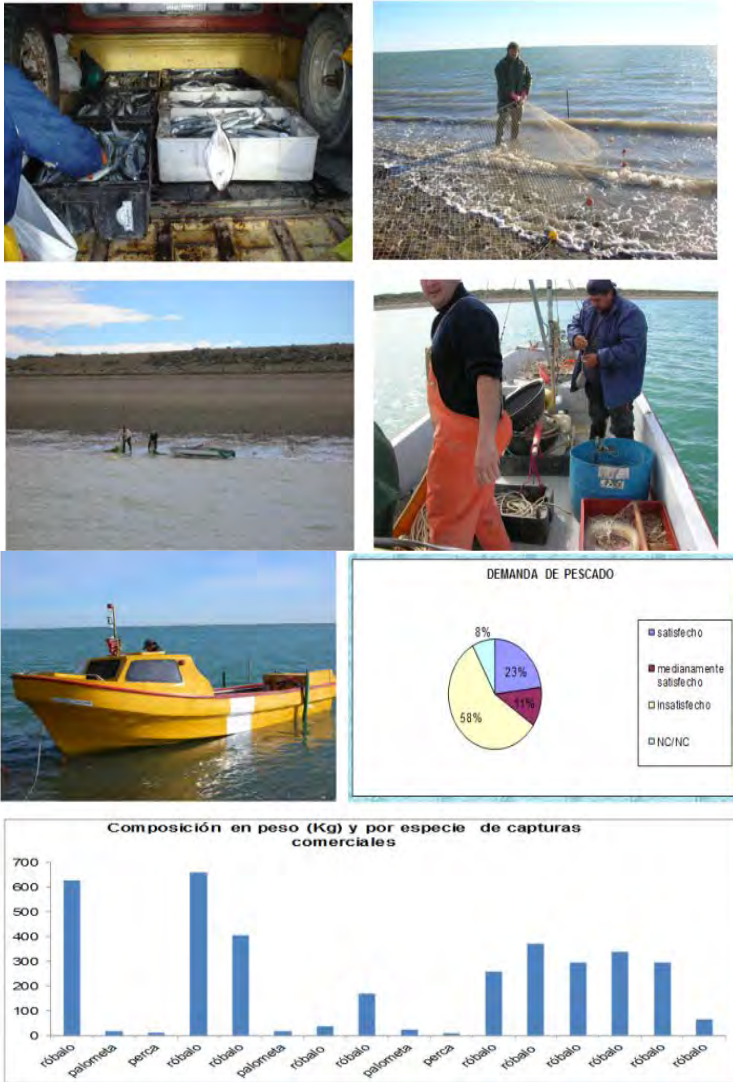 DEMANDA DE PESCADO
8%
23%
11%
58%
satisfecho
medianamente
satisfecho
insatisfecho
NC/NC
Composición en peso (Kg) y por especie de capturas
comerciales
700
600
500
400
300
200
100
0
róbalo
palometa
perca
róbalo
róbalo
palometa
róbalo
róbalo
palometa
perca
róbalo
róbalo
róbalo
róbalo
róbalo
róbalo